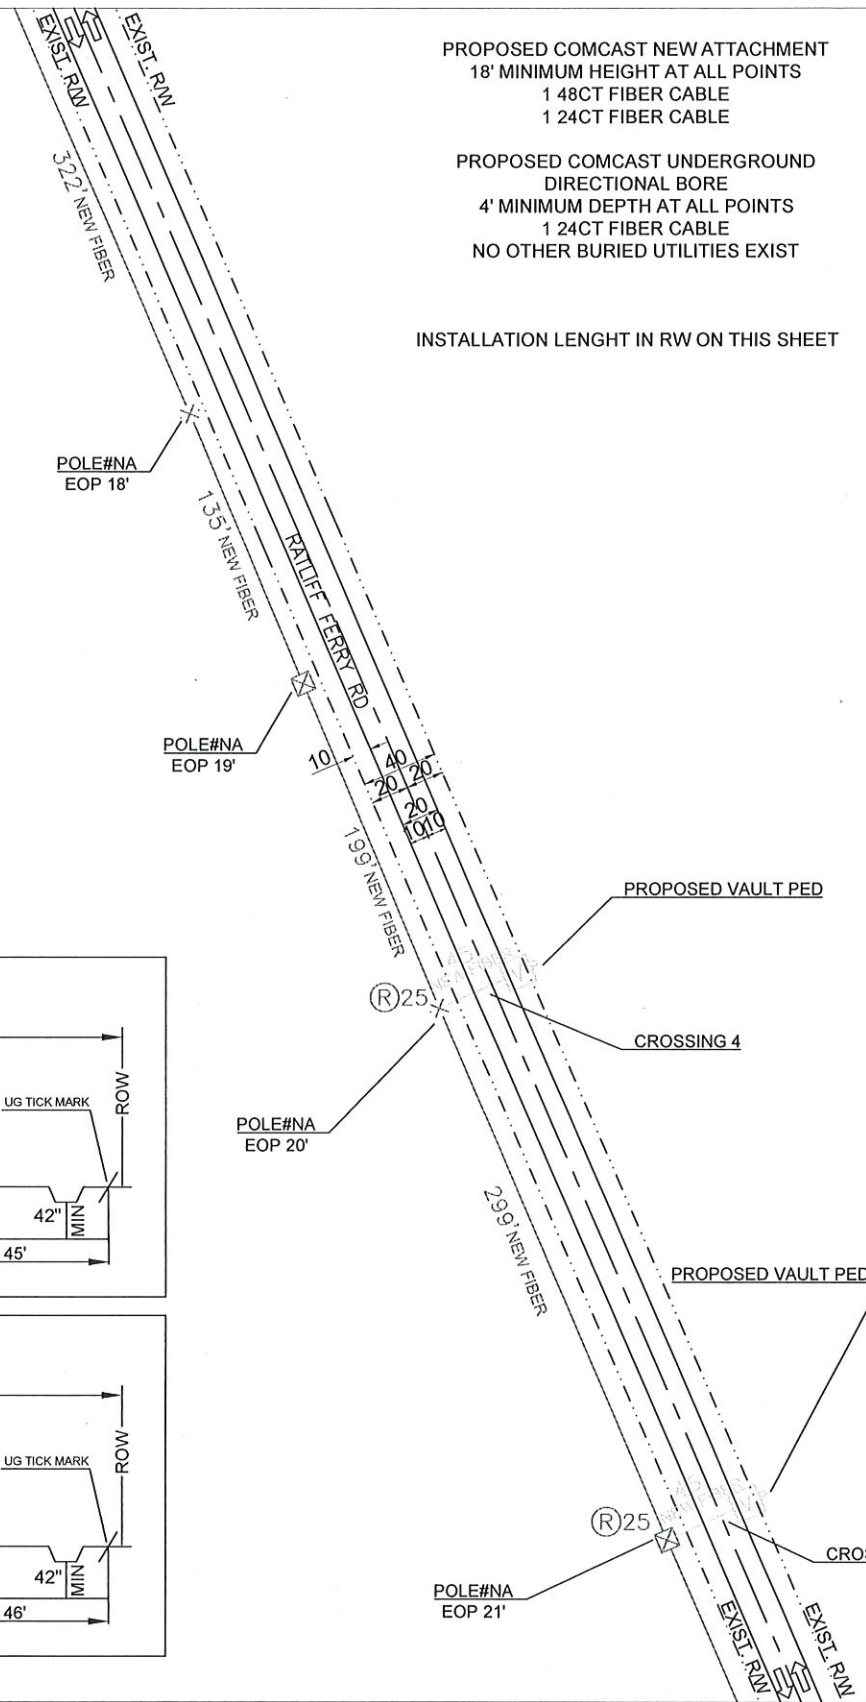 PROPOSED COMCAST NEW ATTACHMENT
18' MINIMUM HEIGHT AT ALL POINTS
1 48CT FIBER CABLE
1 24CT FIBER CABLE
PROPOSED COMCAST UNDERGROUND
DIRECTIONAL BORE
4' MINIMUM DEPTH AT ALL POINTS
1 24CT FIBER CABLE
NO OTHER BURIED UTILITIES EXIST
INSTALLATION LENGHT IN RW ON THIS SHEET
EXIST. R/W
EXIST. R/W
322' NEW FIBER
POLE#NA
EOP 18'
135' NEW FIBER
RATLIFF FERRY RD
POLE#NA
EOP 19'
10
40
20 20
20
10 10
199' NEW FIBER
PROPOSED VAULT PED
NEW FIBER
R 25
CROSSING 4
POLE#NA
EOP 20'
299' NEW FIBER
PROPOSED VAULT PED
R 25
POLE#NA
EOP 21'
EXIST. R/W
EXIST. R/W
UG TICK MARK
ROW
42"
MIN
45'
UG TICK MARK
ROW
42"
MIN
46'